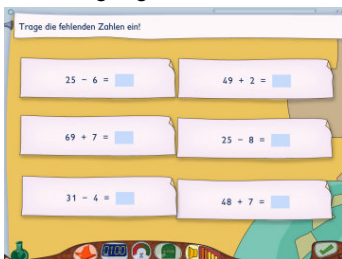 Trage die fehlenden Zahlen ein!
25 - 6 =
49 + 2 =
69 + 7 =
25 - 8 =
31 - 4 =
48 + 7 =